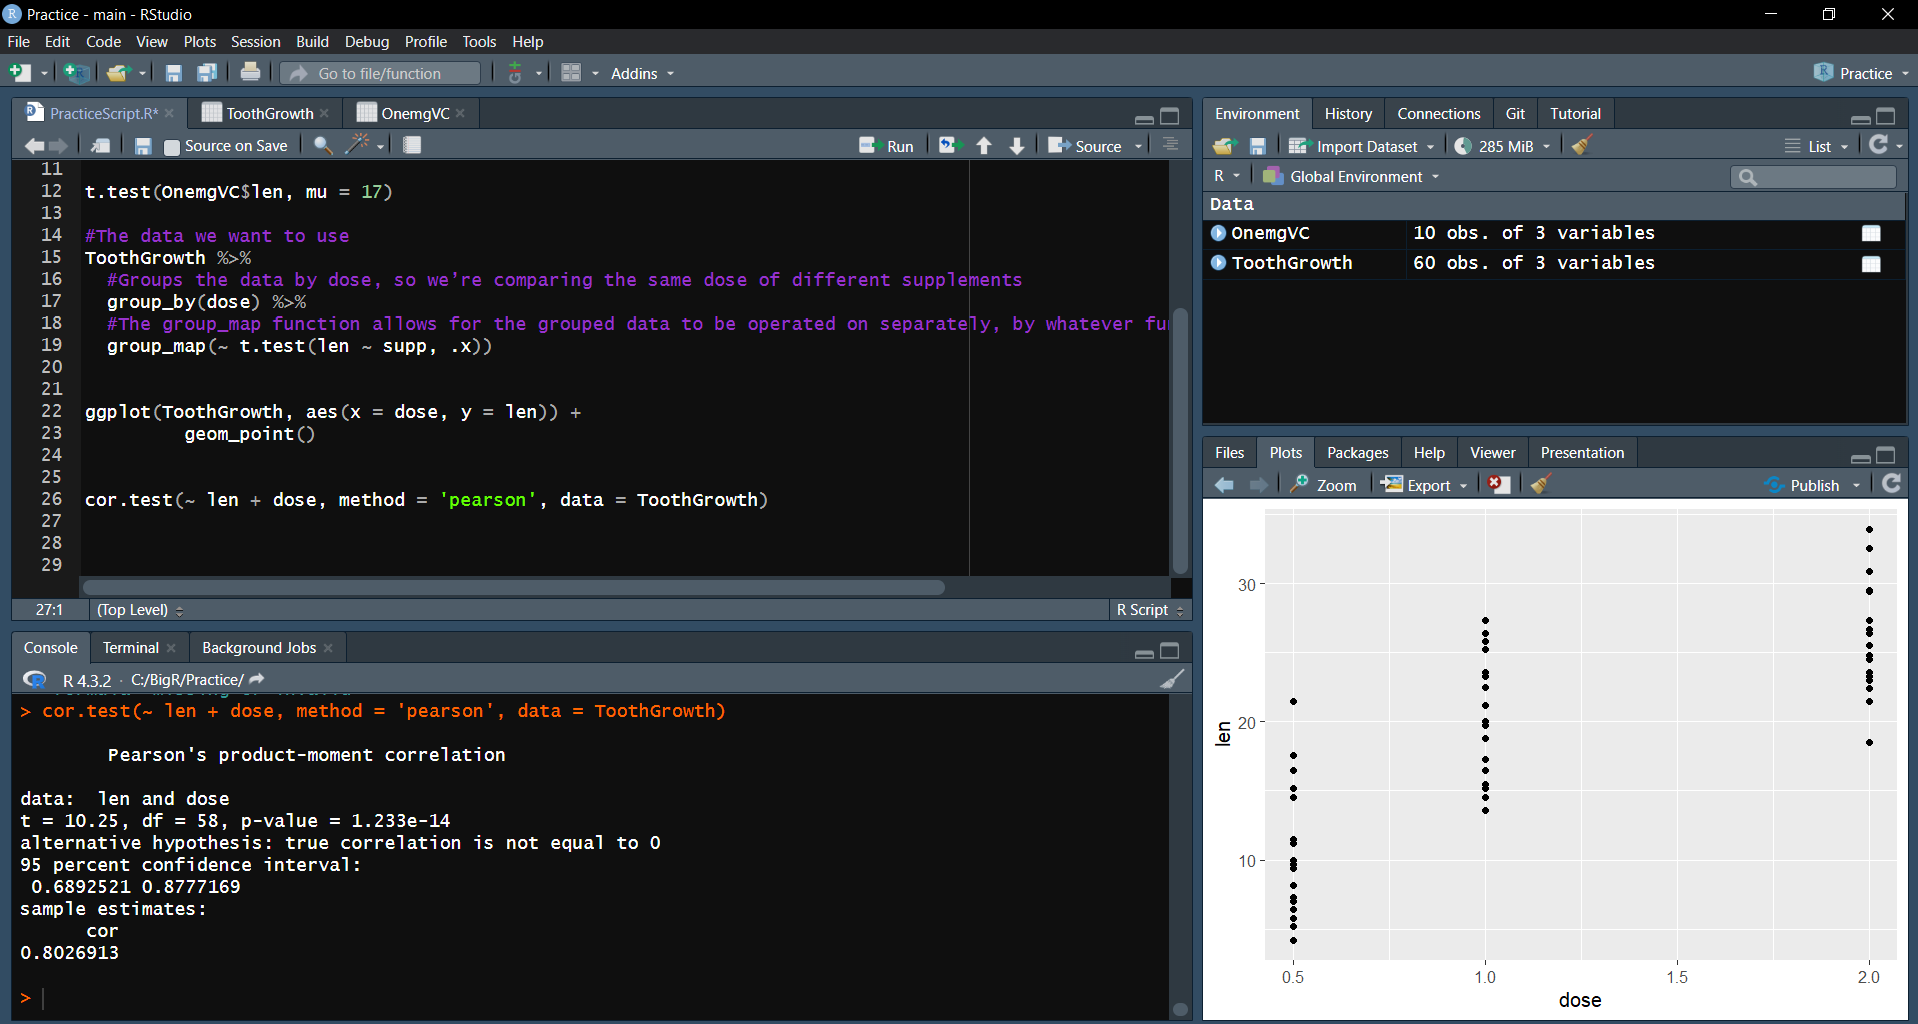 Practice - main - RStudio
File Edit Code View Plots Session Build Debug Profile Tools Help
Go to file/function Addins Practice
PracticeScript.R* ToothGrowth OnemgVC
Source on Save Run Source
11
12 t.test(OnemgVC$len, mu = 17)
13
14 #The data we want to use
15 ToothGrowth %>%
16 #Groups the data by dose, so we're comparing the same dose of different supplements
17 group_by(dose) %>%
18 #The group_map function allows for the grouped data to be operated on separately, by whatever fu
19 group_map(~ t.test(len ~ supp, .x))
20
21
22 ggplot(ToothGrowth, aes(x = dose, y = len)) +
23 geom_point()
24
25
26 cor.test(~ len + dose, method = 'pearson', data = ToothGrowth)
27
28
29
27:1 (Top Level) R Script
Console Terminal Background Jobs
R 4.3.2 · C:/BigR/Practice/
> cor.test(~ len + dose, method = 'pearson', data = ToothGrowth)
Pearson's product-moment correlation
data: len and dose
t = 10.25, df = 58, p-value = 1.233e-14
alternative hypothesis: true correlation is not equal to 0
95 percent confidence interval:
0.6892521 0.8777169
sample estimates:
cor
0.8026913
>
Environment History Connections Git Tutorial
Import Dataset 285 MiB List
R Global Environment
Data
OnemgVC 10 obs. of 3 variables
ToothGrowth 60 obs. of 3 variables
Files Plots Packages Help Viewer Presentation
Zoom Export Publish
30
20
10
len
0.5 1.0 1.5 2.0
dose